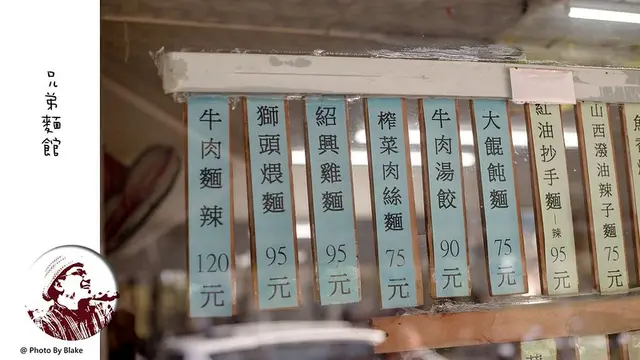 兄弟麵館
牛肉麵辣 120元
獅頭煨麵 95元
紹興雞麵 95元
榨菜肉絲麵 75元
牛肉湯餃 90元
大餛飩麵 75元
紅油抄手麵-辣 95元
山西潑油辣子麵 75元
@ Photo By Blake